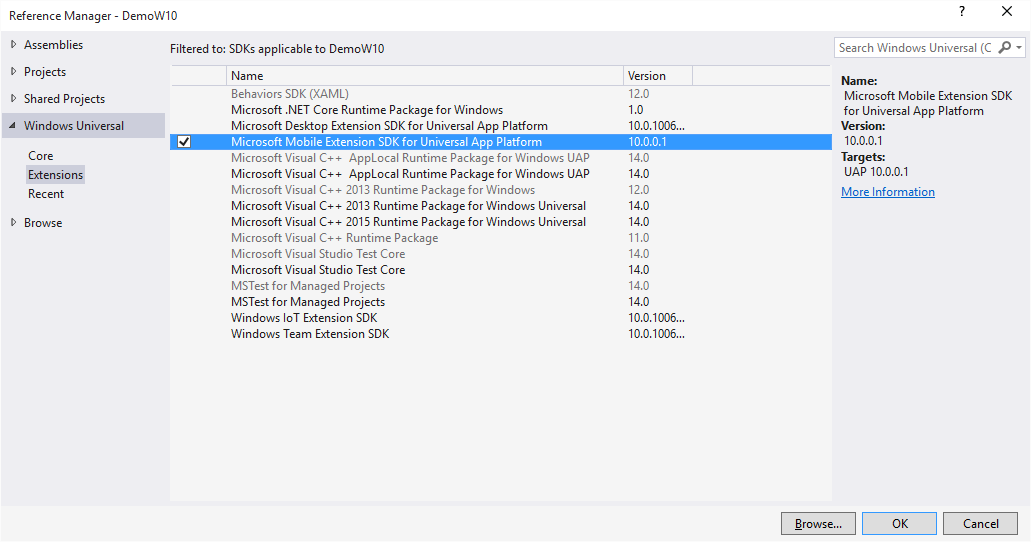 Reference Manager - DemoW10
?
Assemblies
Projects
Shared Projects
Windows Universal
Core
Extensions
Recent
Browse
Filtered to: SDKs applicable to DemoW10
Name Version
Behaviors SDK (XAML) 12.0
Microsoft .NET Core Runtime Package for Windows 1.0
Microsoft Desktop Extension SDK for Universal App Platform 10.0.1006...
Microsoft Mobile Extension SDK for Universal App Platform 10.0.0.1
Microsoft Visual C++  AppLocal Runtime Package for Windows UAP 14.0
Microsoft Visual C++  AppLocal Runtime Package for Windows UAP 14.0
Microsoft Visual C++ 2013 Runtime Package for Windows 12.0
Microsoft Visual C++ 2013 Runtime Package for Windows Universal 14.0
Microsoft Visual C++ 2015 Runtime Package for Windows Universal 14.0
Microsoft Visual C++ Runtime Package 11.0
Microsoft Visual Studio Test Core 14.0
Microsoft Visual Studio Test Core 14.0
MSTest for Managed Projects 14.0
MSTest for Managed Projects 14.0
Windows IoT Extension SDK 10.0.1006...
Windows Team Extension SDK 10.0.1006...
Search Windows Universal (C
Name:
Microsoft Mobile Extension SDK
for Universal App Platform
Version:
10.0.0.1
Targets:
UAP 10.0.0.1
More Information
Browse... OK Cancel